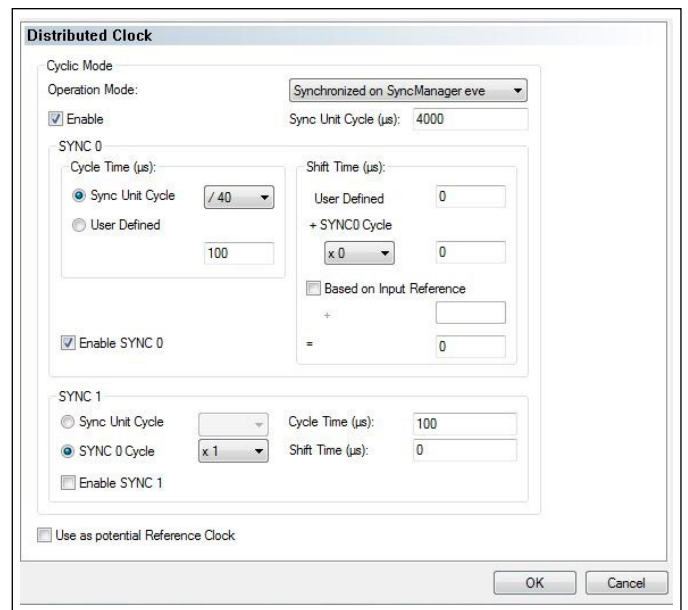 Distributed Clock
Cyclic Mode
Operation Mode: Synchronized on SyncManager eve
Enable Sync Unit Cycle (µs): 4000
SYNC 0
Cycle Time (µs): Shift Time (µs):
Sync Unit Cycle / 40 User Defined 0
User Defined + SYNC0 Cycle
100 x 0 0
Based on Input Reference
+
Enable SYNC 0 = 0
SYNC 1
Sync Unit Cycle Cycle Time (µs): 100
SYNC 0 Cycle x 1 Shift Time (µs): 0
Enable SYNC 1
Use as potential Reference Clock
OK Cancel